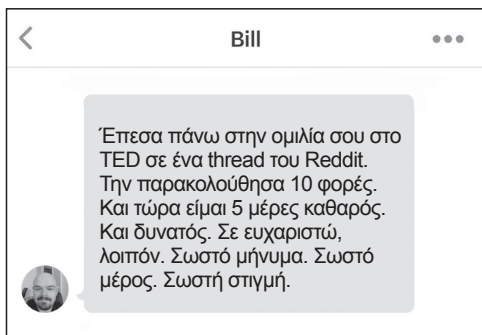 Bill
Έπεσα πάνω στην ομιλία σου στο
TED σε ένα thread του Reddit.
Την παρακολούθησα 10 φορές.
Και τώρα είμαι 5 μέρες καθαρός.
Και δυνατός. Σε ευχαριστώ,
λοιπόν. Σωστό μήνυμα. Σωστό
μέρος. Σωστή στιγμή.